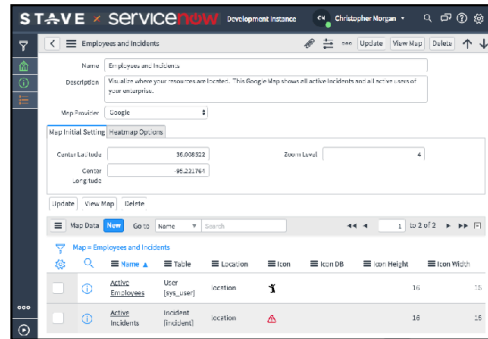 STAVE servicenow Development Instance Christopher Morgan
Employees and Incidents Update View Map Delete
Name Employees and Incidents
Description Visualize where your resources are located. This Google Map shows all active Incidents and all active users of
your enterprise.
Map Provider Google
Map Initial Setting Heatmap Options
Center Latitude Zoom Level 4
Center
Longitude
Update View Map Delete
Map Data New Go to Name Search 1 to 2 of 2
Map = Employees and Incidents
Name Table Location Icon Icon DB Icon Height Icon Width
Active
Employees
User
[sys_user]
location 16 16
Active
Incidents
Incident
[incident]
location 16 16